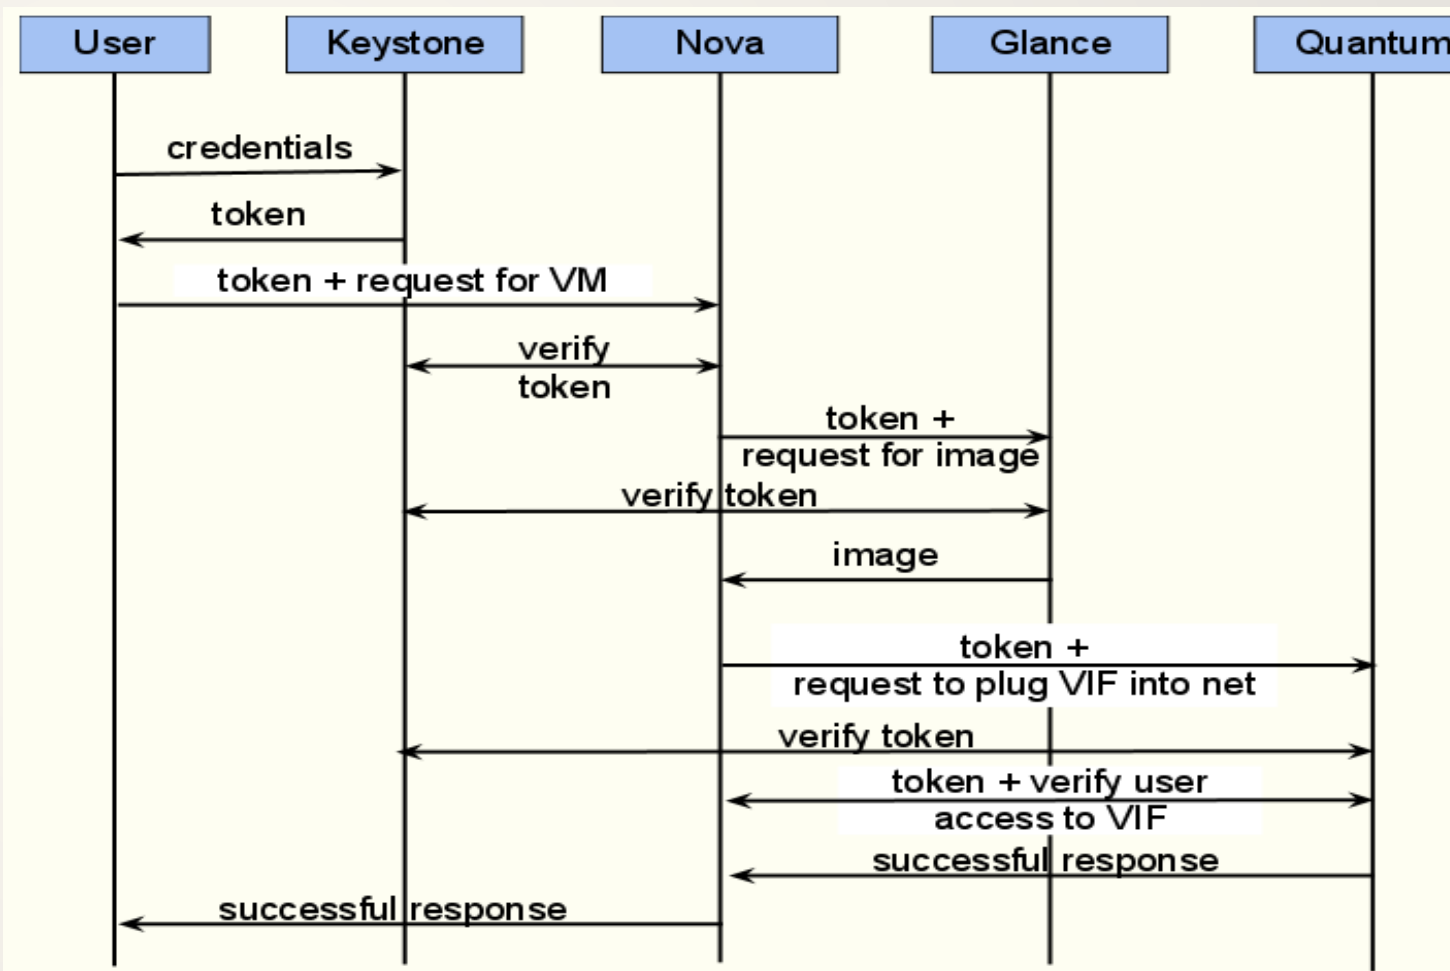 User
Keystone
Nova
Glance
Quantum
credentials
token
token + request for VM
verify
token
token +
request for image
verify token
image
token +
request to plug VIF into net
verify token
token + verify user
access to VIF
successful response
successful response